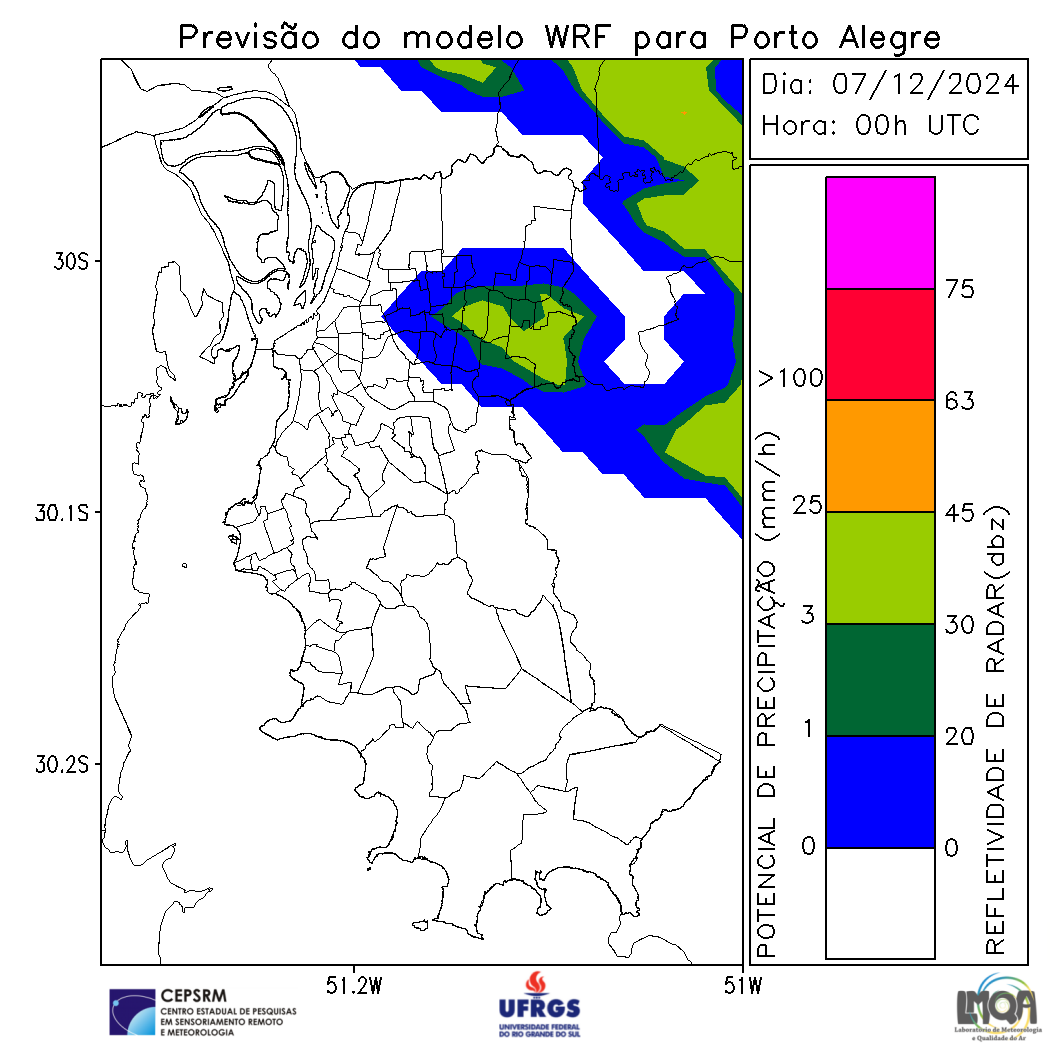 Previsão do modelo WRF para Porto Alegre
Dia: 07/12/2024
Hora: 00h UTC
30S
30.1S
30.2S
51.2W
51W
POTENCIAL DE PRECIPITAÇÃO (mm/h)
>100
25
3
1
0
75
63
45
30
20
0
REFLETIVIDADE DE RADAR(dbz)
CEPSRM
CENTRO ESTADUAL DE PESQUISAS
EM SENSORIAMENTO REMOTO
E METEOROLOGIA
UFRGS
UNIVERSIDADE FEDERAL
DO RIO GRANDE DO SUL
LMQA
Laboratório de Meteorologia
e Qualidade do Ar